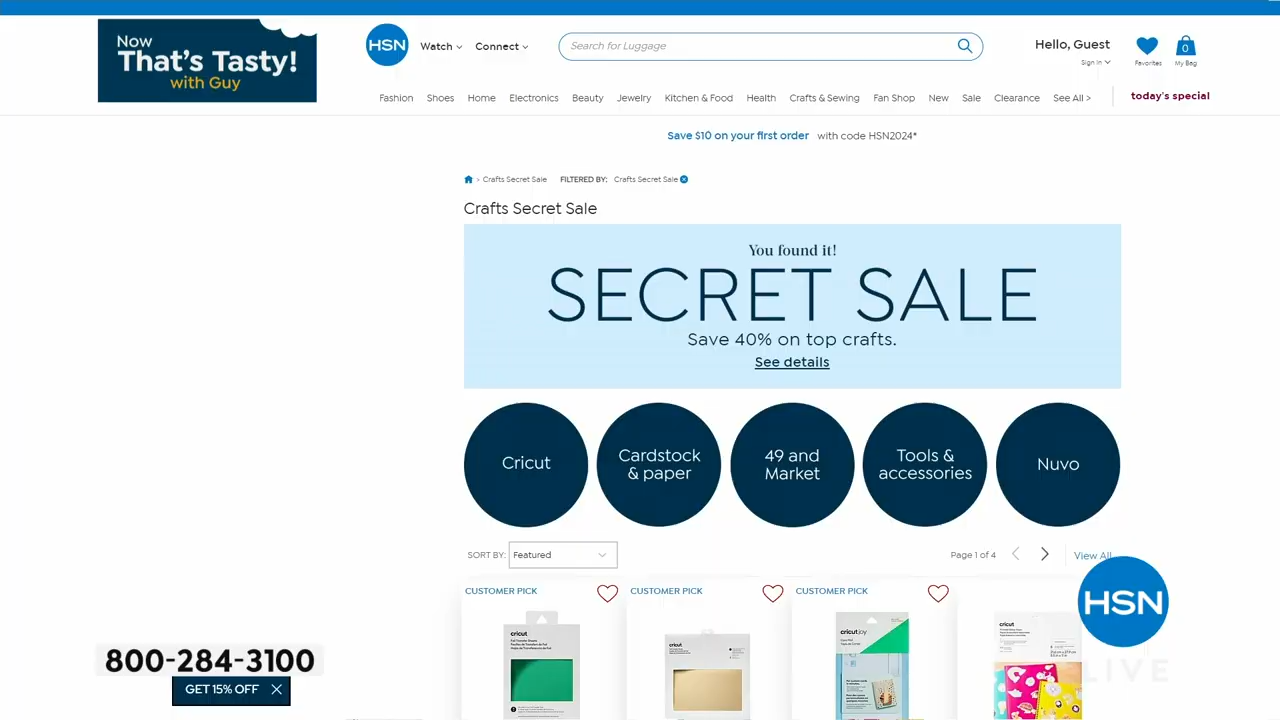 Now
That's Tasty!
with Guy
HSN
Watch
Connect
Search for Luggage
Hello, Guest
Sign In
Favorites
0
My Bag
Fashion
Shoes
Home
Electronics
Beauty
Jewelry
Kitchen & Food
Health
Crafts & Sewing
Fan Shop
New
Sale
Clearance
See All >
today's special
Save $10 on your first order with code HSN2024*
> Crafts Secret Sale
FILTERED BY: Crafts Secret Sale
Crafts Secret Sale
You found it!
SECRET SALE
Save 40% on top crafts.
See details
Cricut
Cardstock
& paper
49 and
Market
Tools &
accessories
Nuvo
SORT BY: Featured
Page 1 of 4
View All
CUSTOMER PICK
CUSTOMER PICK
CUSTOMER PICK
cricut
Foil Transfer Sheets
cricut
cricut joy
cricut
HSN
LIVE
800-284-3100
GET 15% OFF